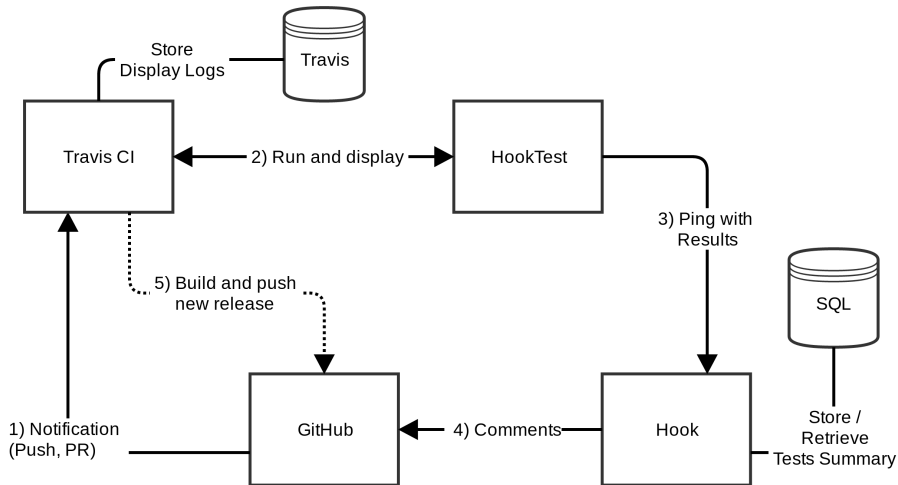 Store
Display Logs
Travis
Travis CI
2) Run and display
HookTest
3) Ping with
Results
SQL
5) Build and push
new release
1) Notification
(Push, PR)
GitHub
4) Comments
Hook
Store /
Retrieve
Tests Summary